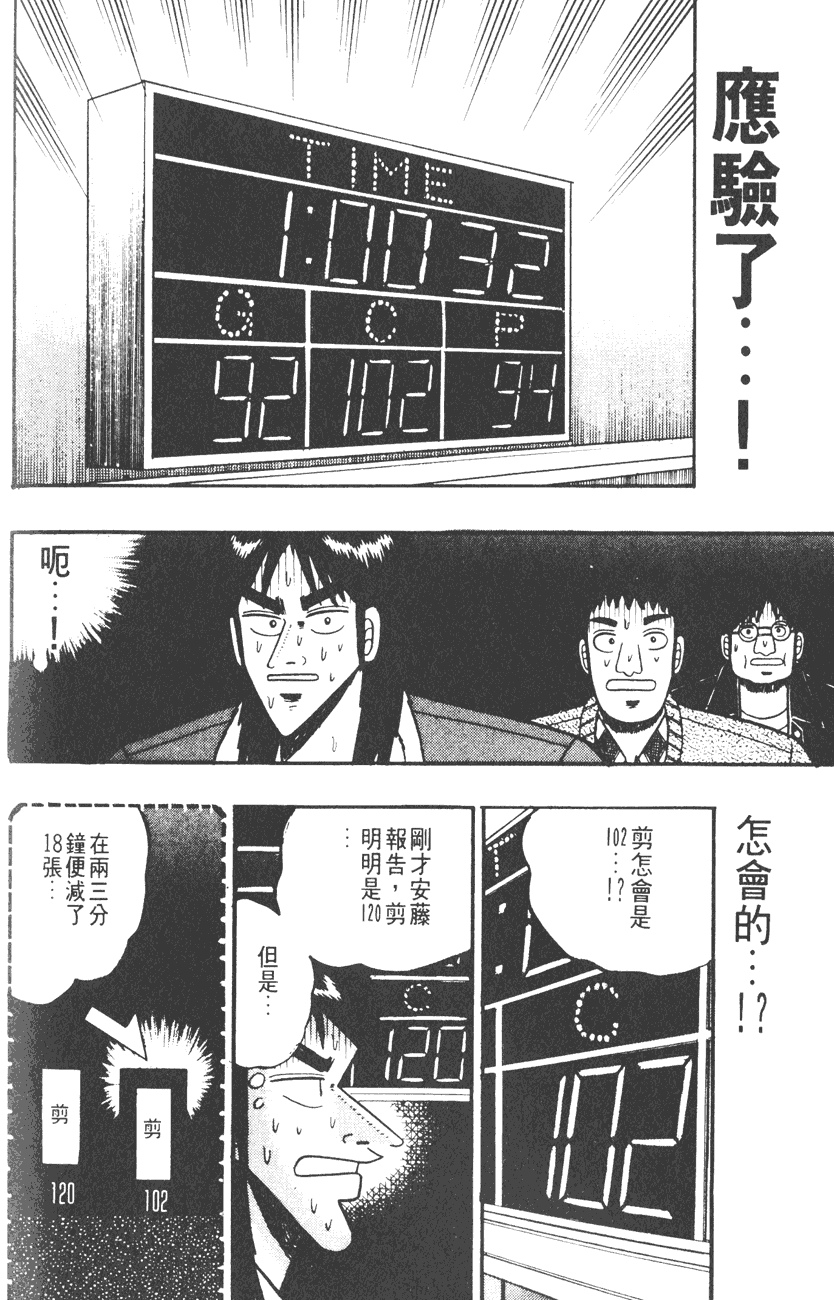 應驗了…!
TIME
1:00 32
G C P
92 102 94
呃…!
怎會的…!?
剪怎會是
102…!?
T
C
102
剛才安藤
報告，剪
明明是120
…
但是…
C
120
在兩三分
鐘便減了
18張…
剪
120
剪
102